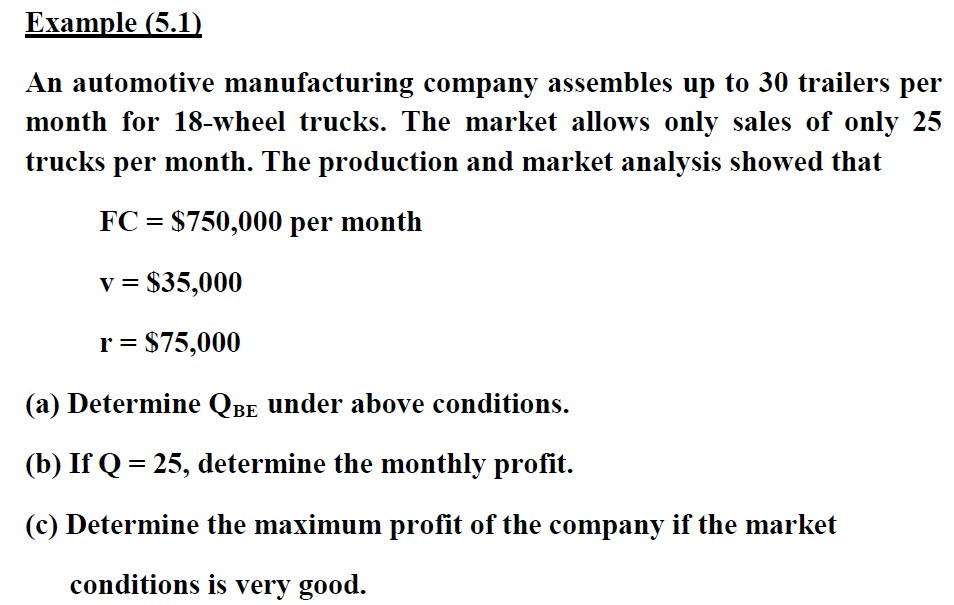 Example (5.1)
An automotive manufacturing company assembles up to 30 trailers per
month for 18-wheel trucks. The market allows only sales of only 25
trucks per month. The production and market analysis showed that
FC = $750,000 per month
v = $35,000
r = $75,000
(a) Determine QBE under above conditions.
(b) If Q = 25, determine the monthly profit.
(c) Determine the maximum profit of the company if the market
conditions is very good.